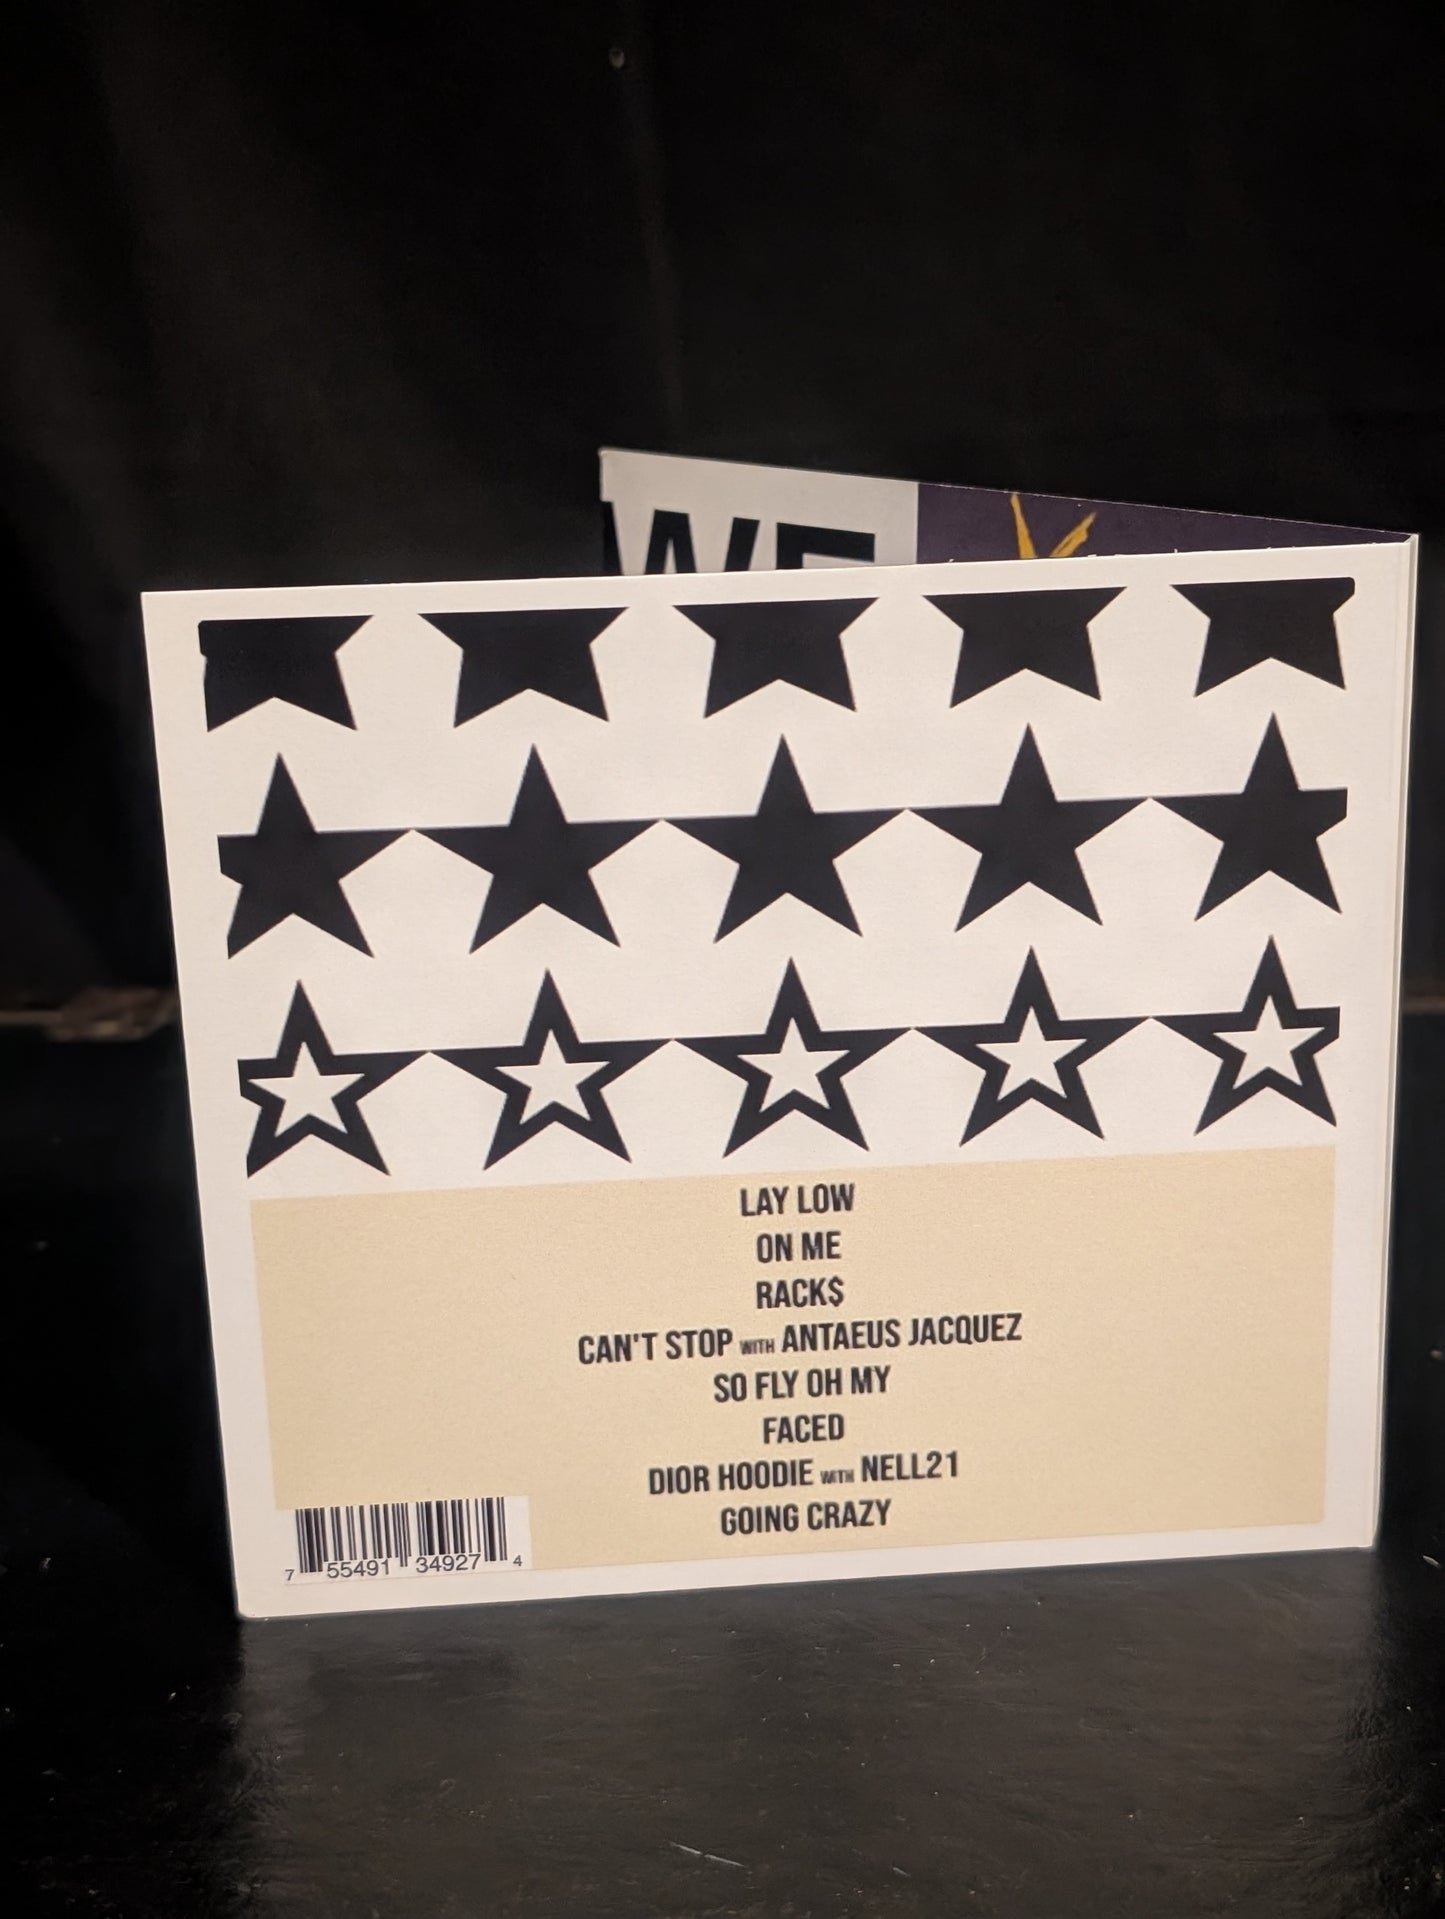 WE
LAY LOW
ON ME
RACK$
CAN'T STOP WITH ANTAEUS JACQUEZ
SO FLY OH MY
FACED
DIOR HOODIE WITH NELL21
GOING CRAZY
7 55491 34927 4